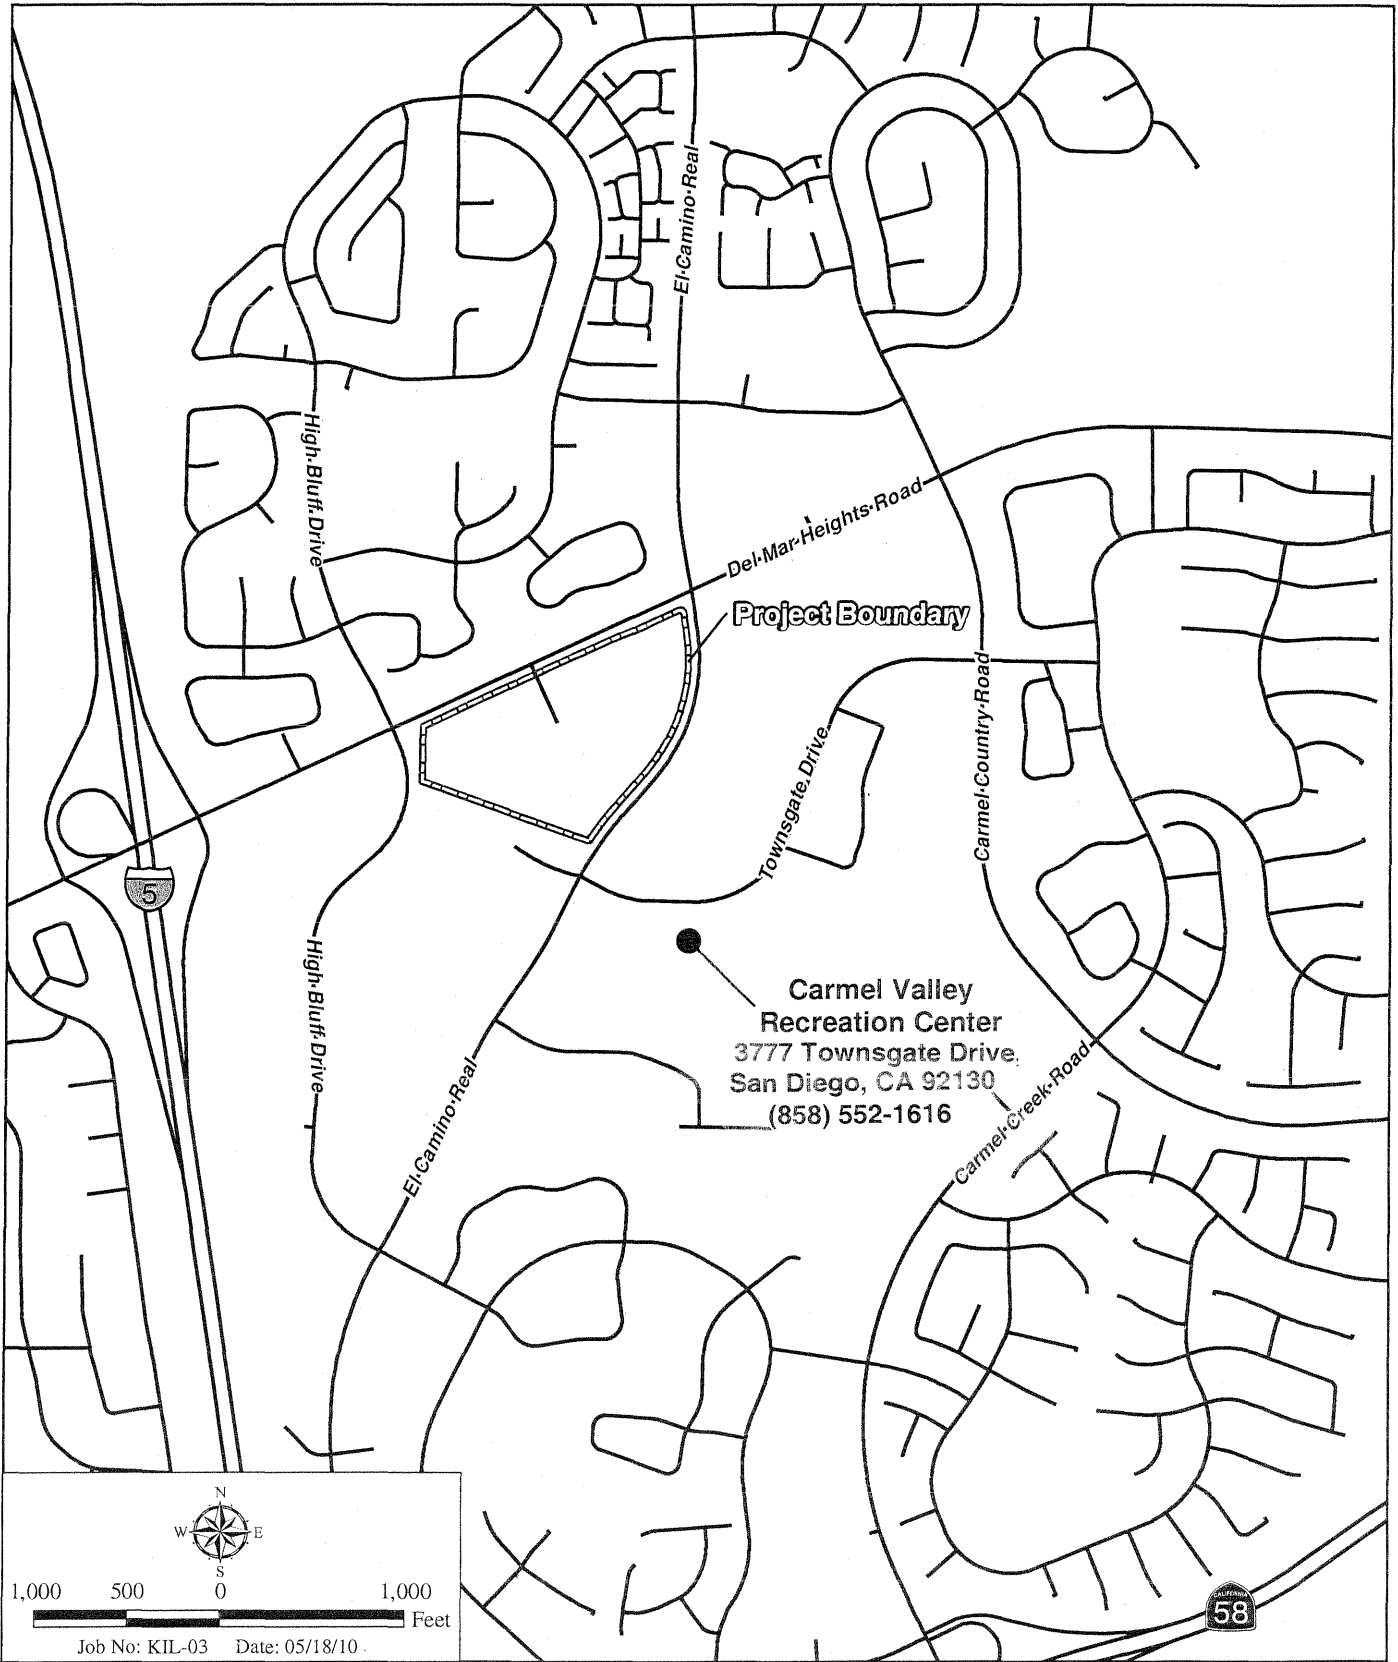 El Camino Real
High Bluff Drive
Del Mar Heights Road
Project Boundary
Carmel Country Road
Townsgate Drive
5
High Bluff Drive
Carmel Valley
Recreation Center
3777 Townsgate Drive,
San Diego, CA 92130
(858) 552-1616
El Camino Real
Carmel Creek Road
N
W E
S
1,000 500 0 1,000
Feet
Job No: KIL-03 Date: 05/18/10
CALIFORNIA
58